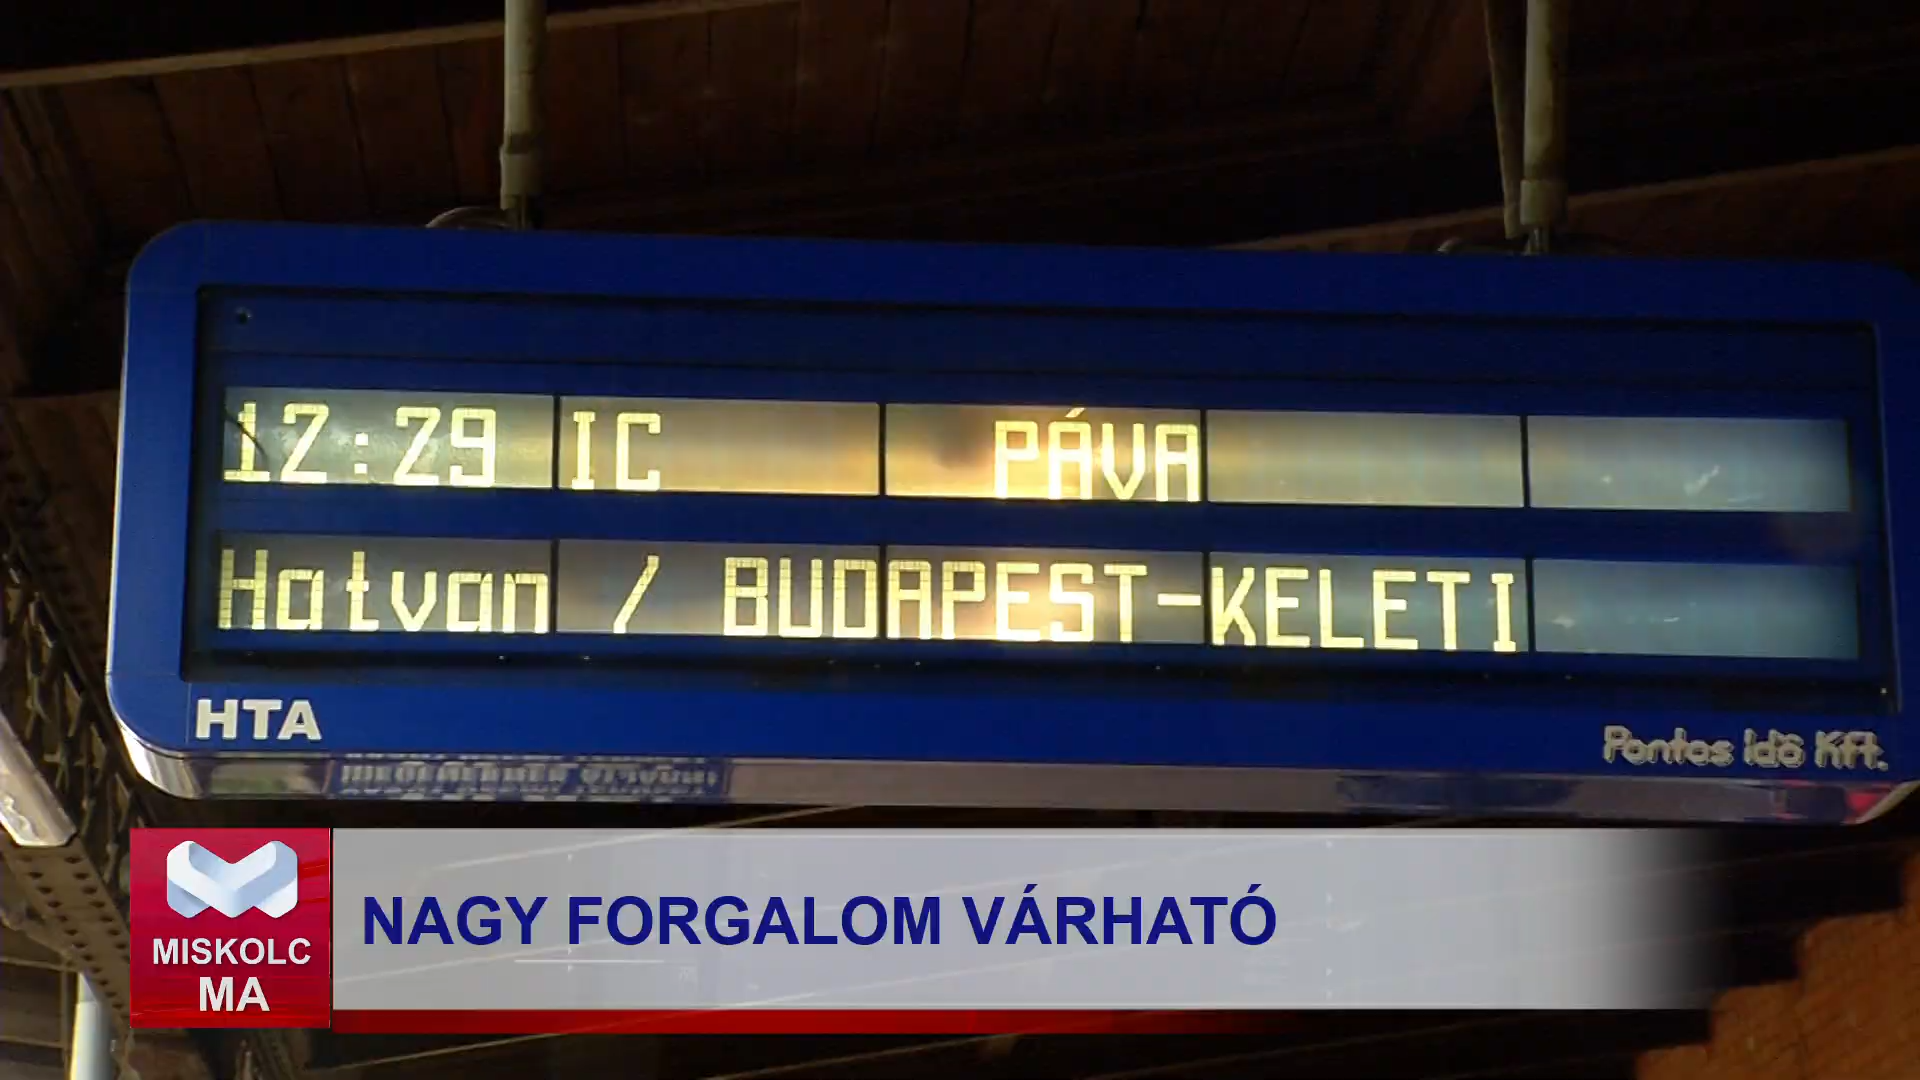 12:29 IC PÁVA
Hatvan / BUDAPEST-KELETI
HTA
Pontos idő Kft.
MISKOLC
MA
NAGY FORGALOM VÁRHATÓ